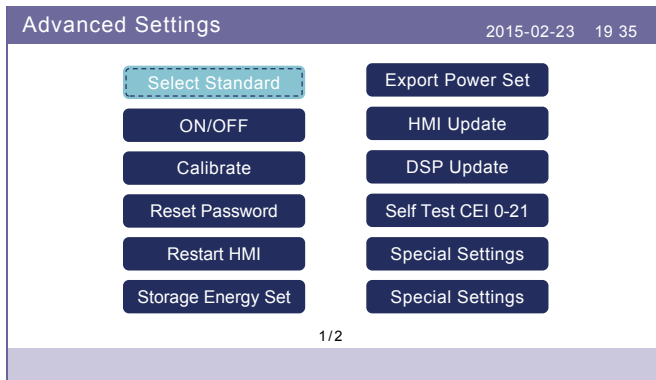 Advanced Settings 2015-02-23 19 35
Select Standard
ON/OFF
Calibrate
Reset Password
Restart HMI
Storage Energy Set
Export Power Set
HMI Update
DSP Update
Self Test CEI 0-21
Special Settings
Special Settings
1/2